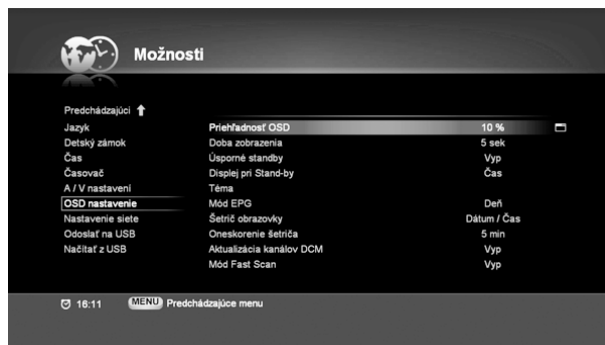 Možnosti
Predchádzajúci
Jazyk Priehľadnosť OSD 10 %
Detský zámok Doba zobrazenia 5 sek
Čas Úsporné standby Vyp
Časovač Displej pri Stand-by Čas
A / V nastavení Téma
OSD nastavenie Mód EPG Deň
Nastavenie siete Šetrič obrazovky Dátum / Čas
Odoslať na USB Oneskorenie šetriča 5 min
Načítať z USB Aktualizácia kanálov DCM Vyp
Mód Fast Scan Vyp
16:11 MENU Predchádzajúce menu